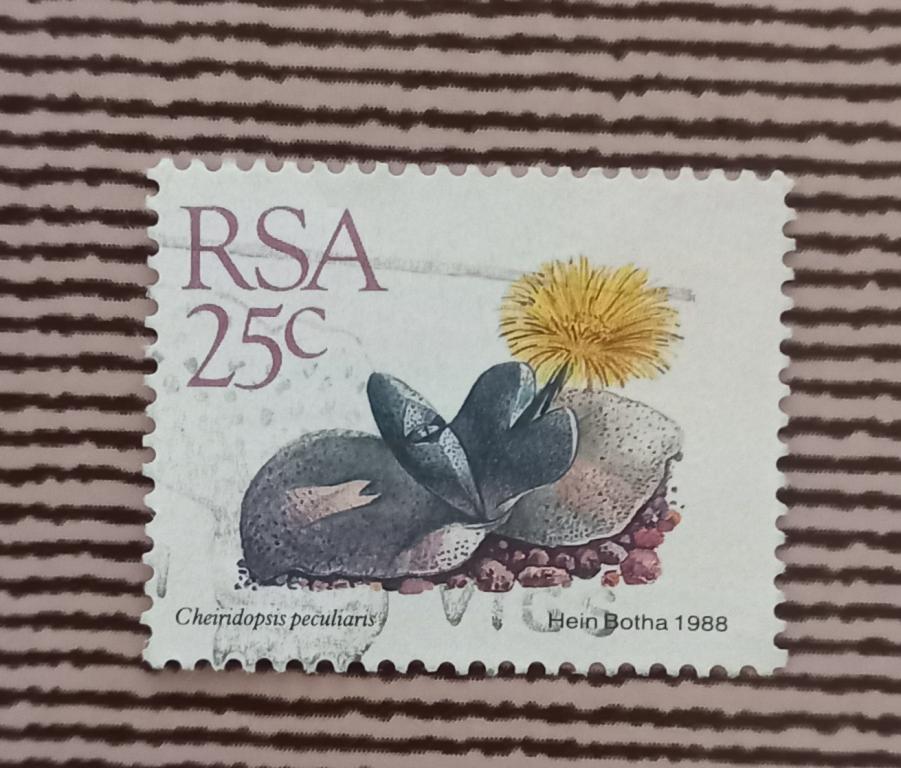 RSA
25c
Cheiridopsis peculiaris
Hein Botha 1988